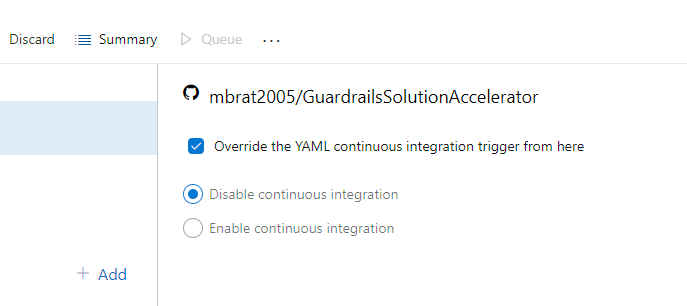 Discard Summary Queue ...
mbrat2005/GuardrailsSolutionAccelerator
Override the YAML continuous integration trigger from here
Disable continuous integration
Enable continuous integration
+ Add